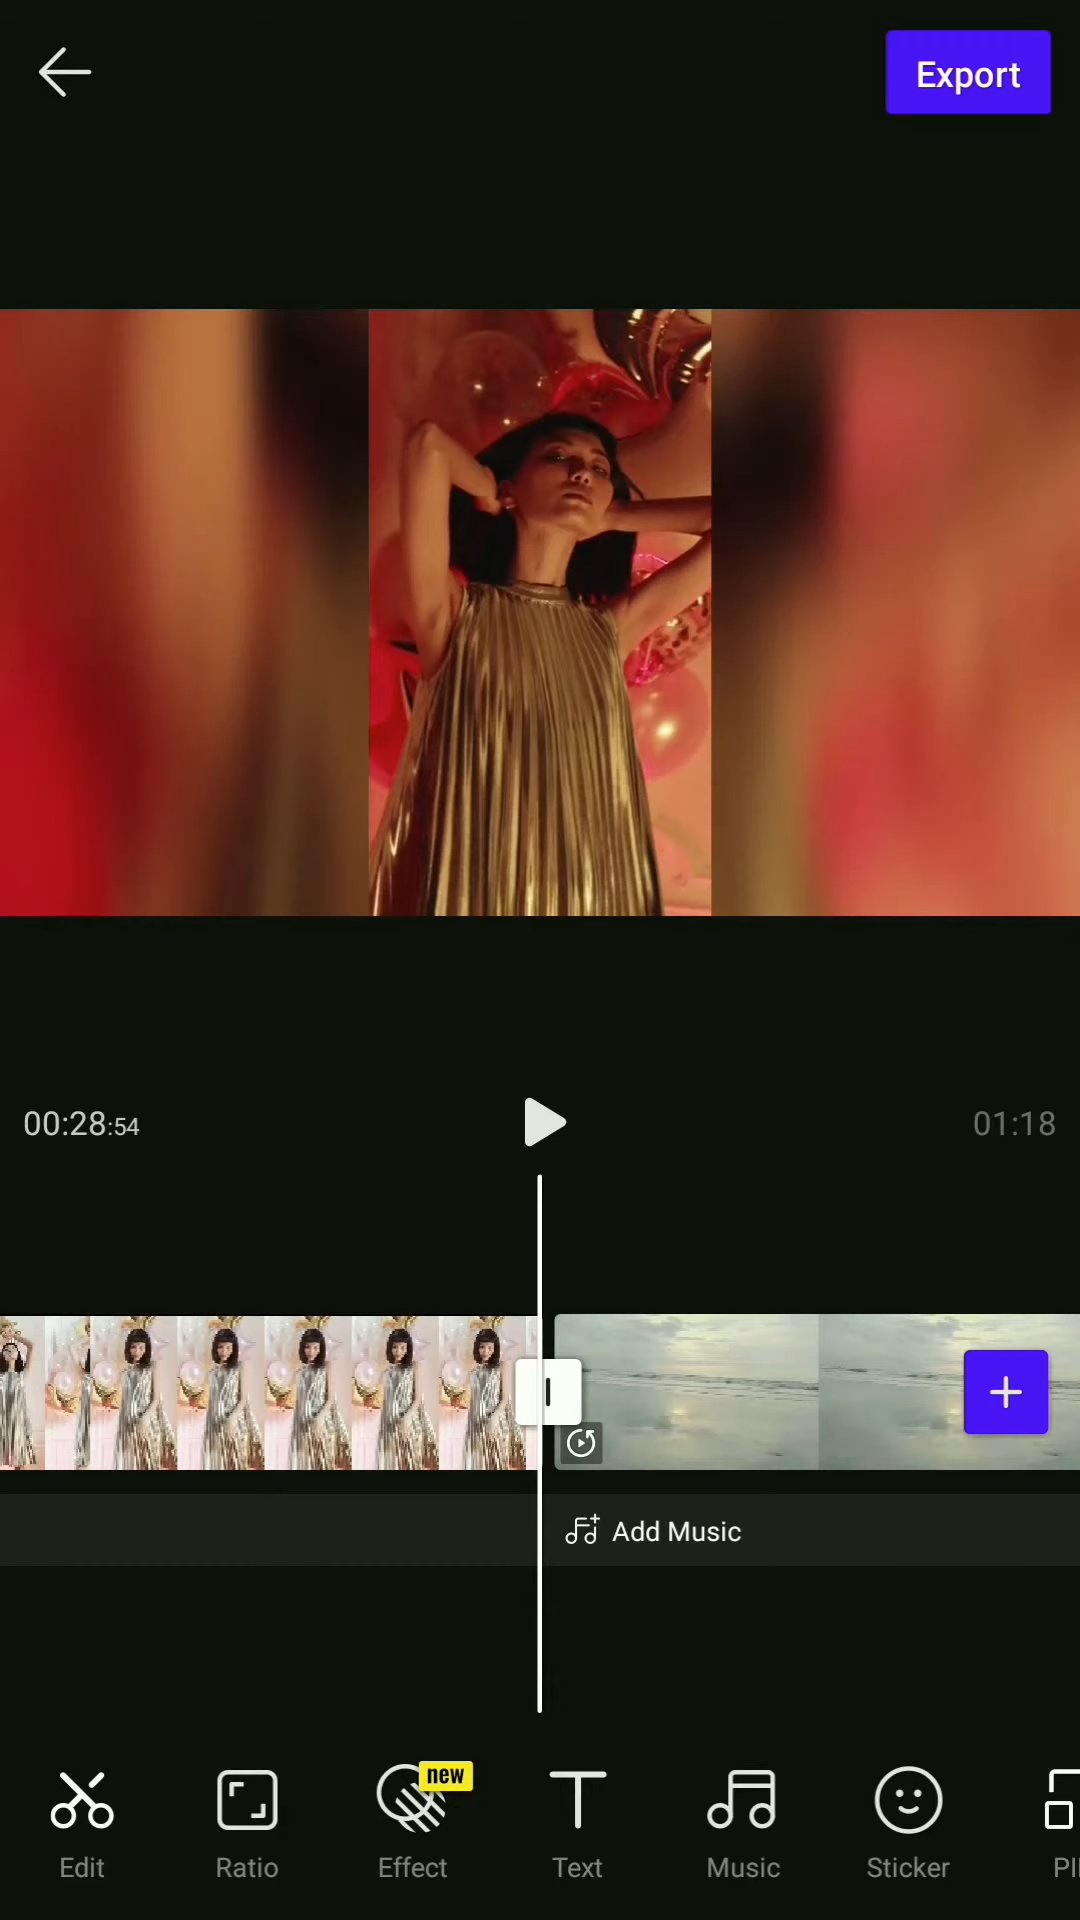 Export
00:28:54
01:18
Add Music
new
Edit
Ratio
Effect
Text
Music
Sticker